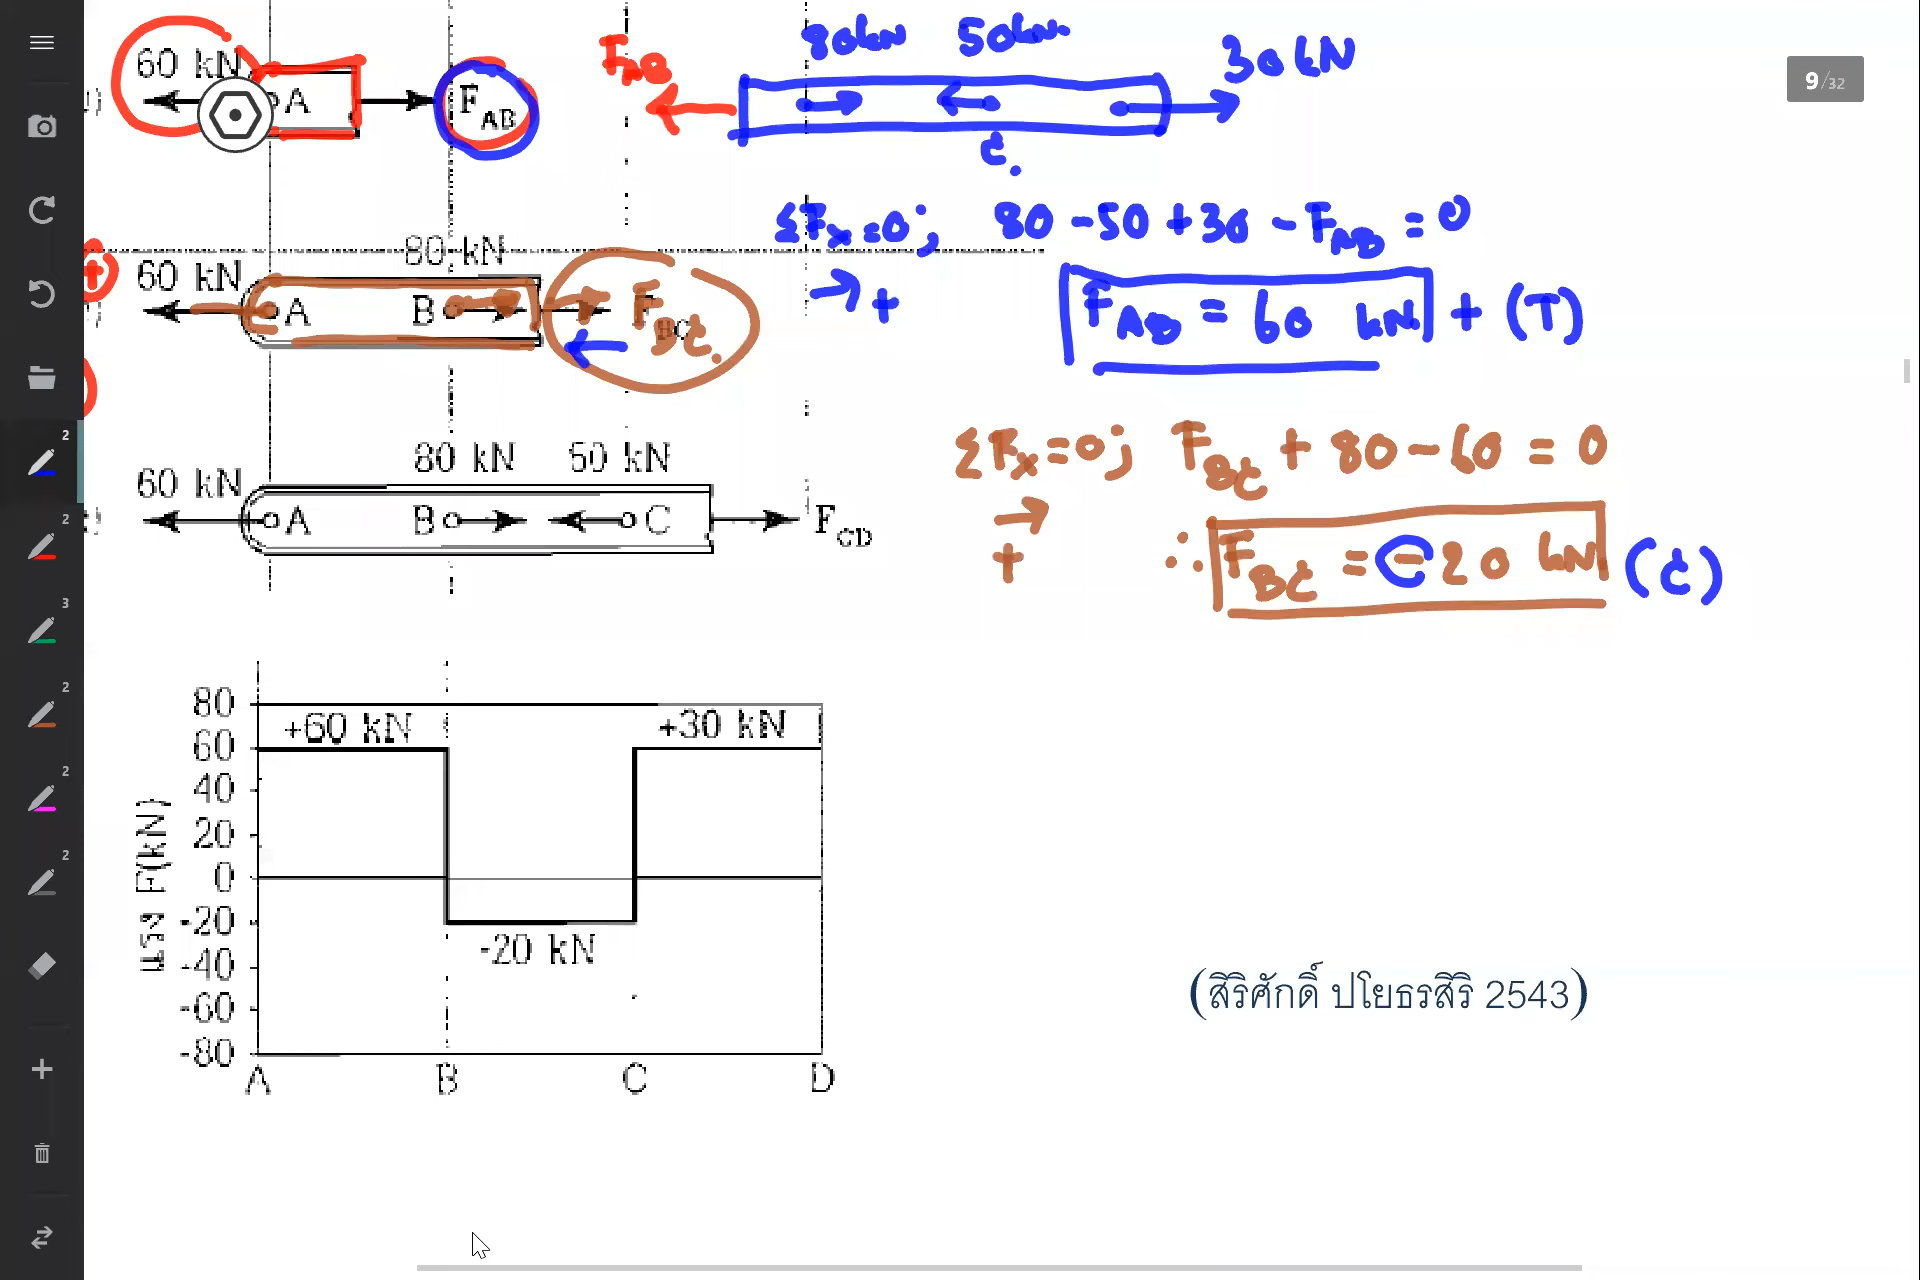 9/32
80kN 50kN
30 kN
60 kN
A
F_AB
F_AB
C.
ΣFx=0; 80-50+30-F_AB=0
→+
F_AB = 60 kN + (T)
80 kN
60 kN
A B
F_BC.
ΣFx=0; F_BC+80-60=0
→
+
∴ F_BC = -20 kN (C)
80 kN 50 kN
60 kN
A B C
F_CD
80
60
40
20
0
-20
-40
-60
-80
แรง F(kN)
+60 kN
+30 kN
-20 kN
A B C D
(สิริศักดิ์ ปโยธรสิริ 2543)
2
2
3
2
2
2